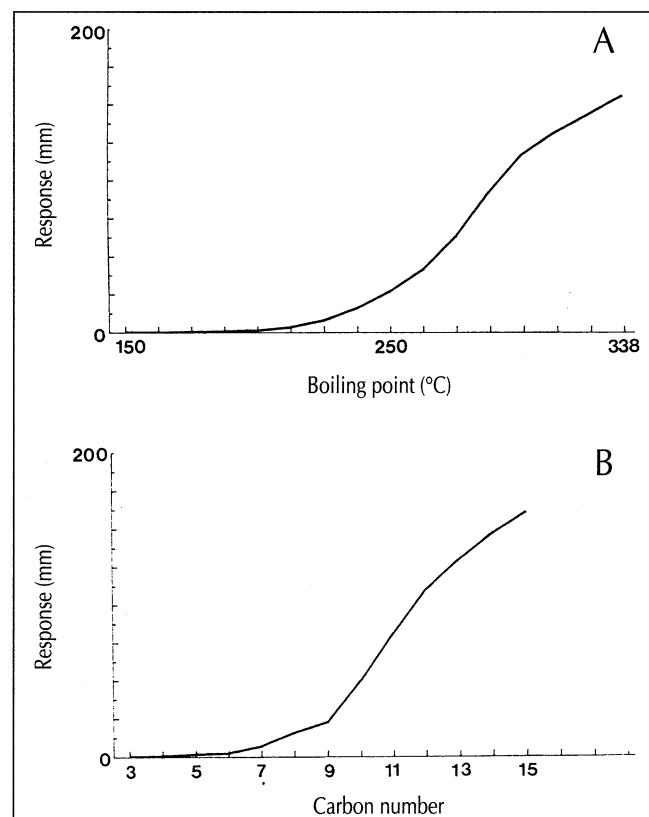 200
A
Response (mm)
0
150
250
338
Boiling point (°C)
200
B
Response (mm)
0
3
5
7
9
11
13
15
Carbon number